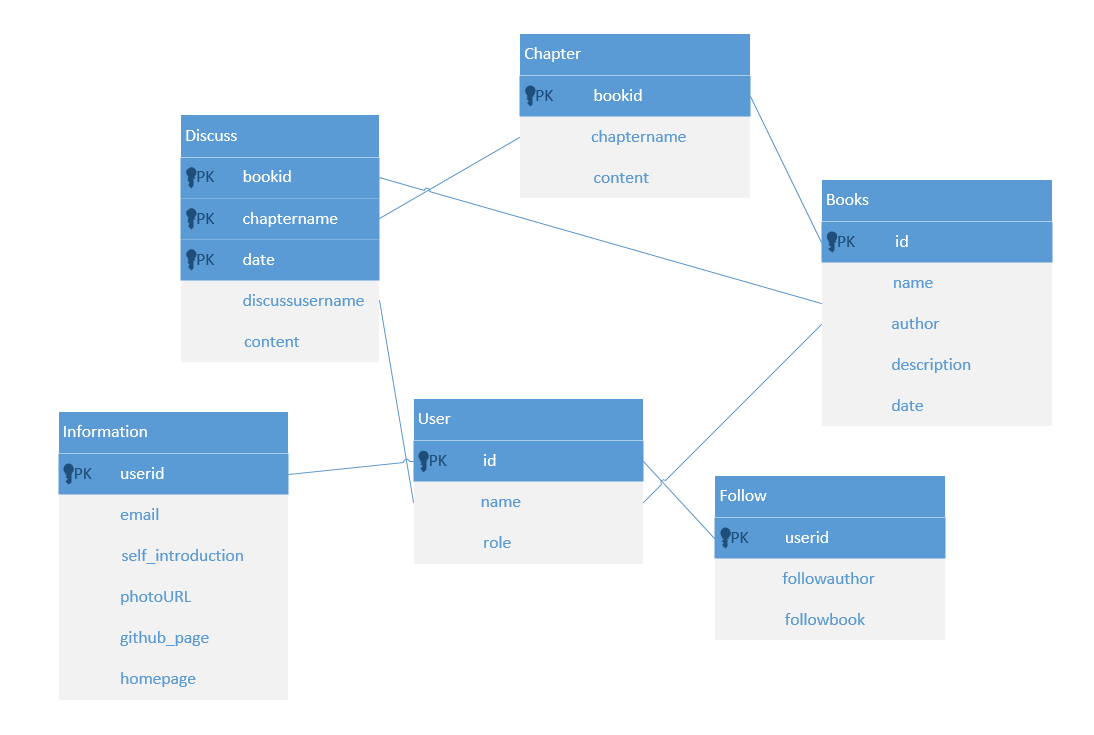 Chapter
PK bookid
chaptername
content
Discuss
PK bookid
PK chaptername
PK date
discussusername
content
Books
PK id
name
author
description
date
Information
PK userid
email
self_introduction
photoURL
github_page
homepage
User
PK id
name
role
Follow
PK userid
followauthor
followbook